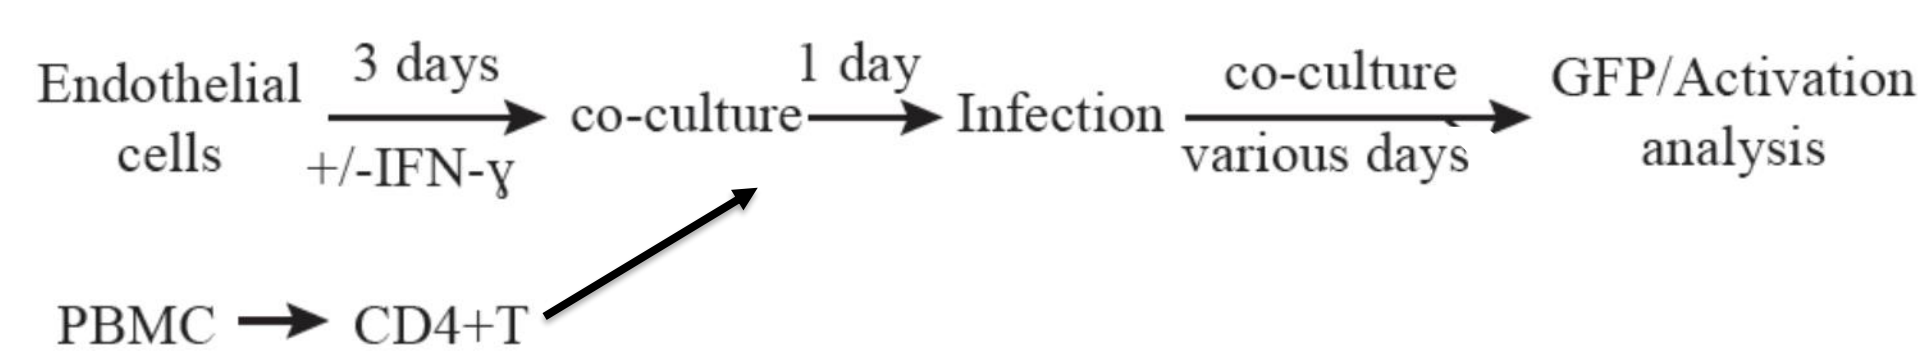 Endothelial
cells
3 days
+/-IFN-ɣ
co-culture
1 day
Infection
co-culture
various days
GFP/Activation
analysis
PBMC
CD4+T